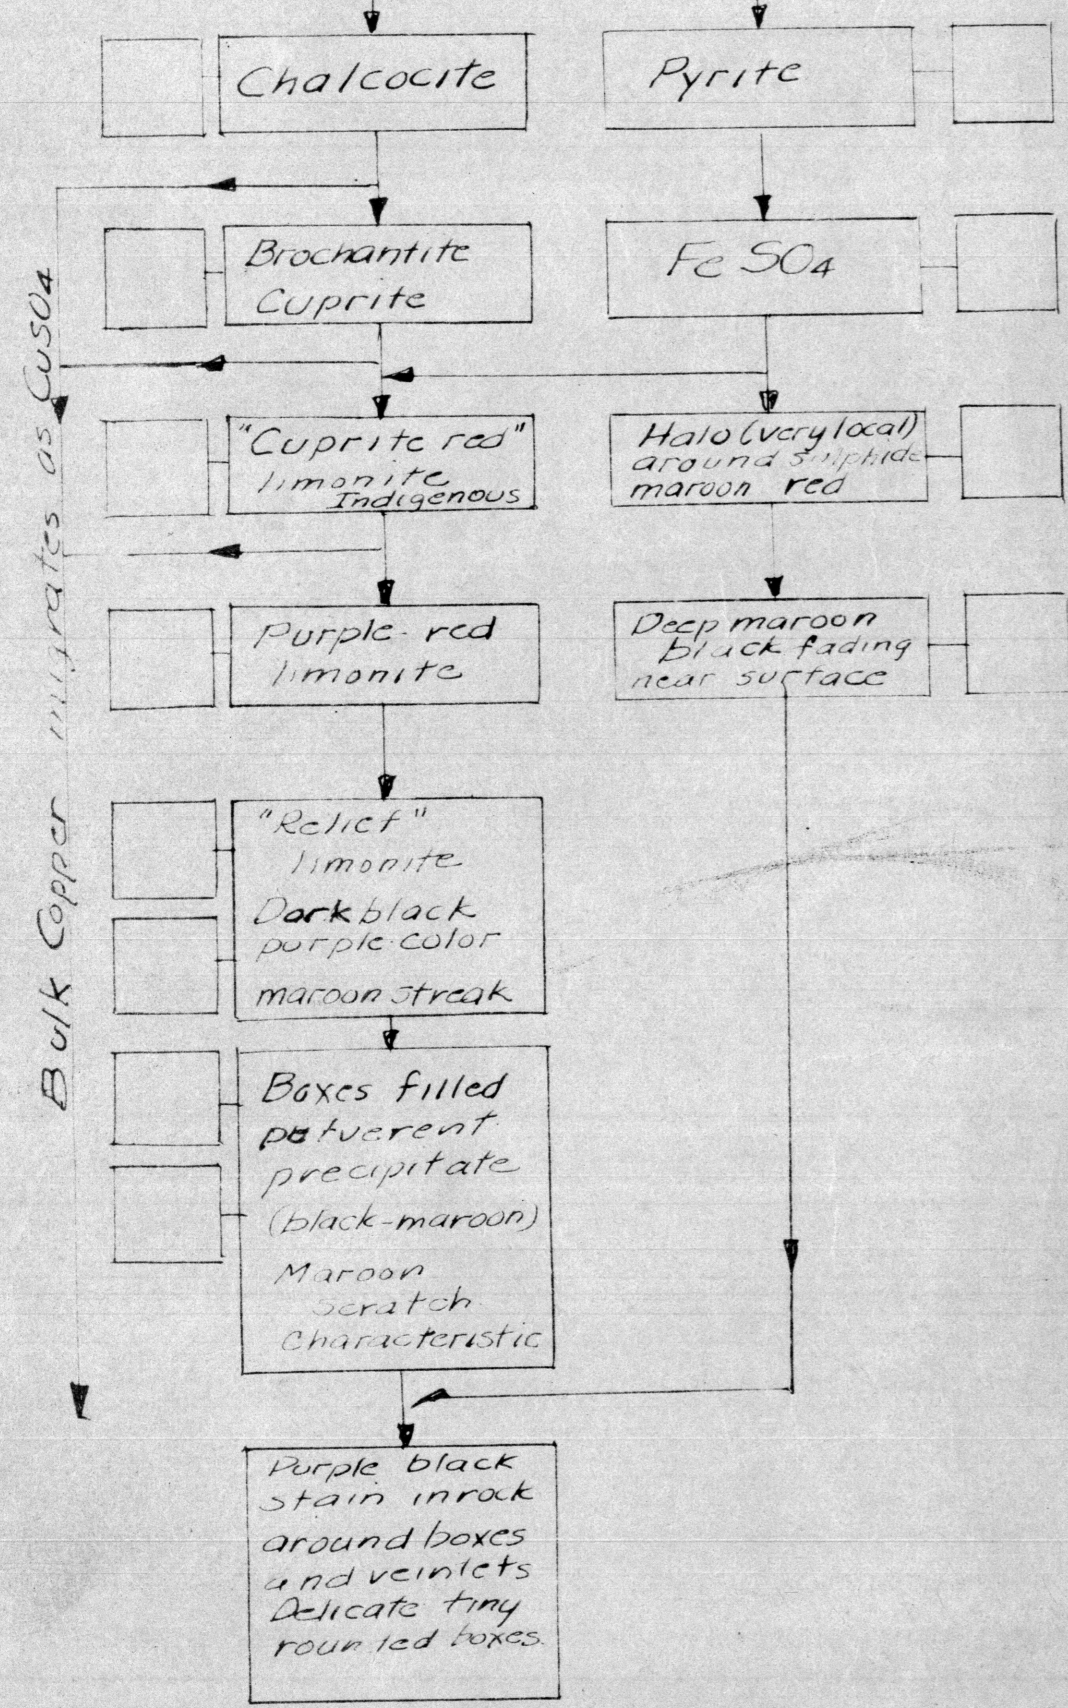 Chalcocite
Pyrite
Brochantite
Cuprite
Fe SO4
"Cuprite red"
limonite
Indigenous
Halo (very local)
around sulphide
maroon red
Purple-red
limonite
Deep maroon
black fading
near surface
"Relief"
limonite
Dark black
purple color
maroon streak
Boxes filled
precipitate
(black-maroon)
Maroon
scratch
Characteristic
Purple black
stain in rock
around boxes
and veinlets
Delicate tiny
rounded boxes.
Bulk Copper migrates as CuSO4